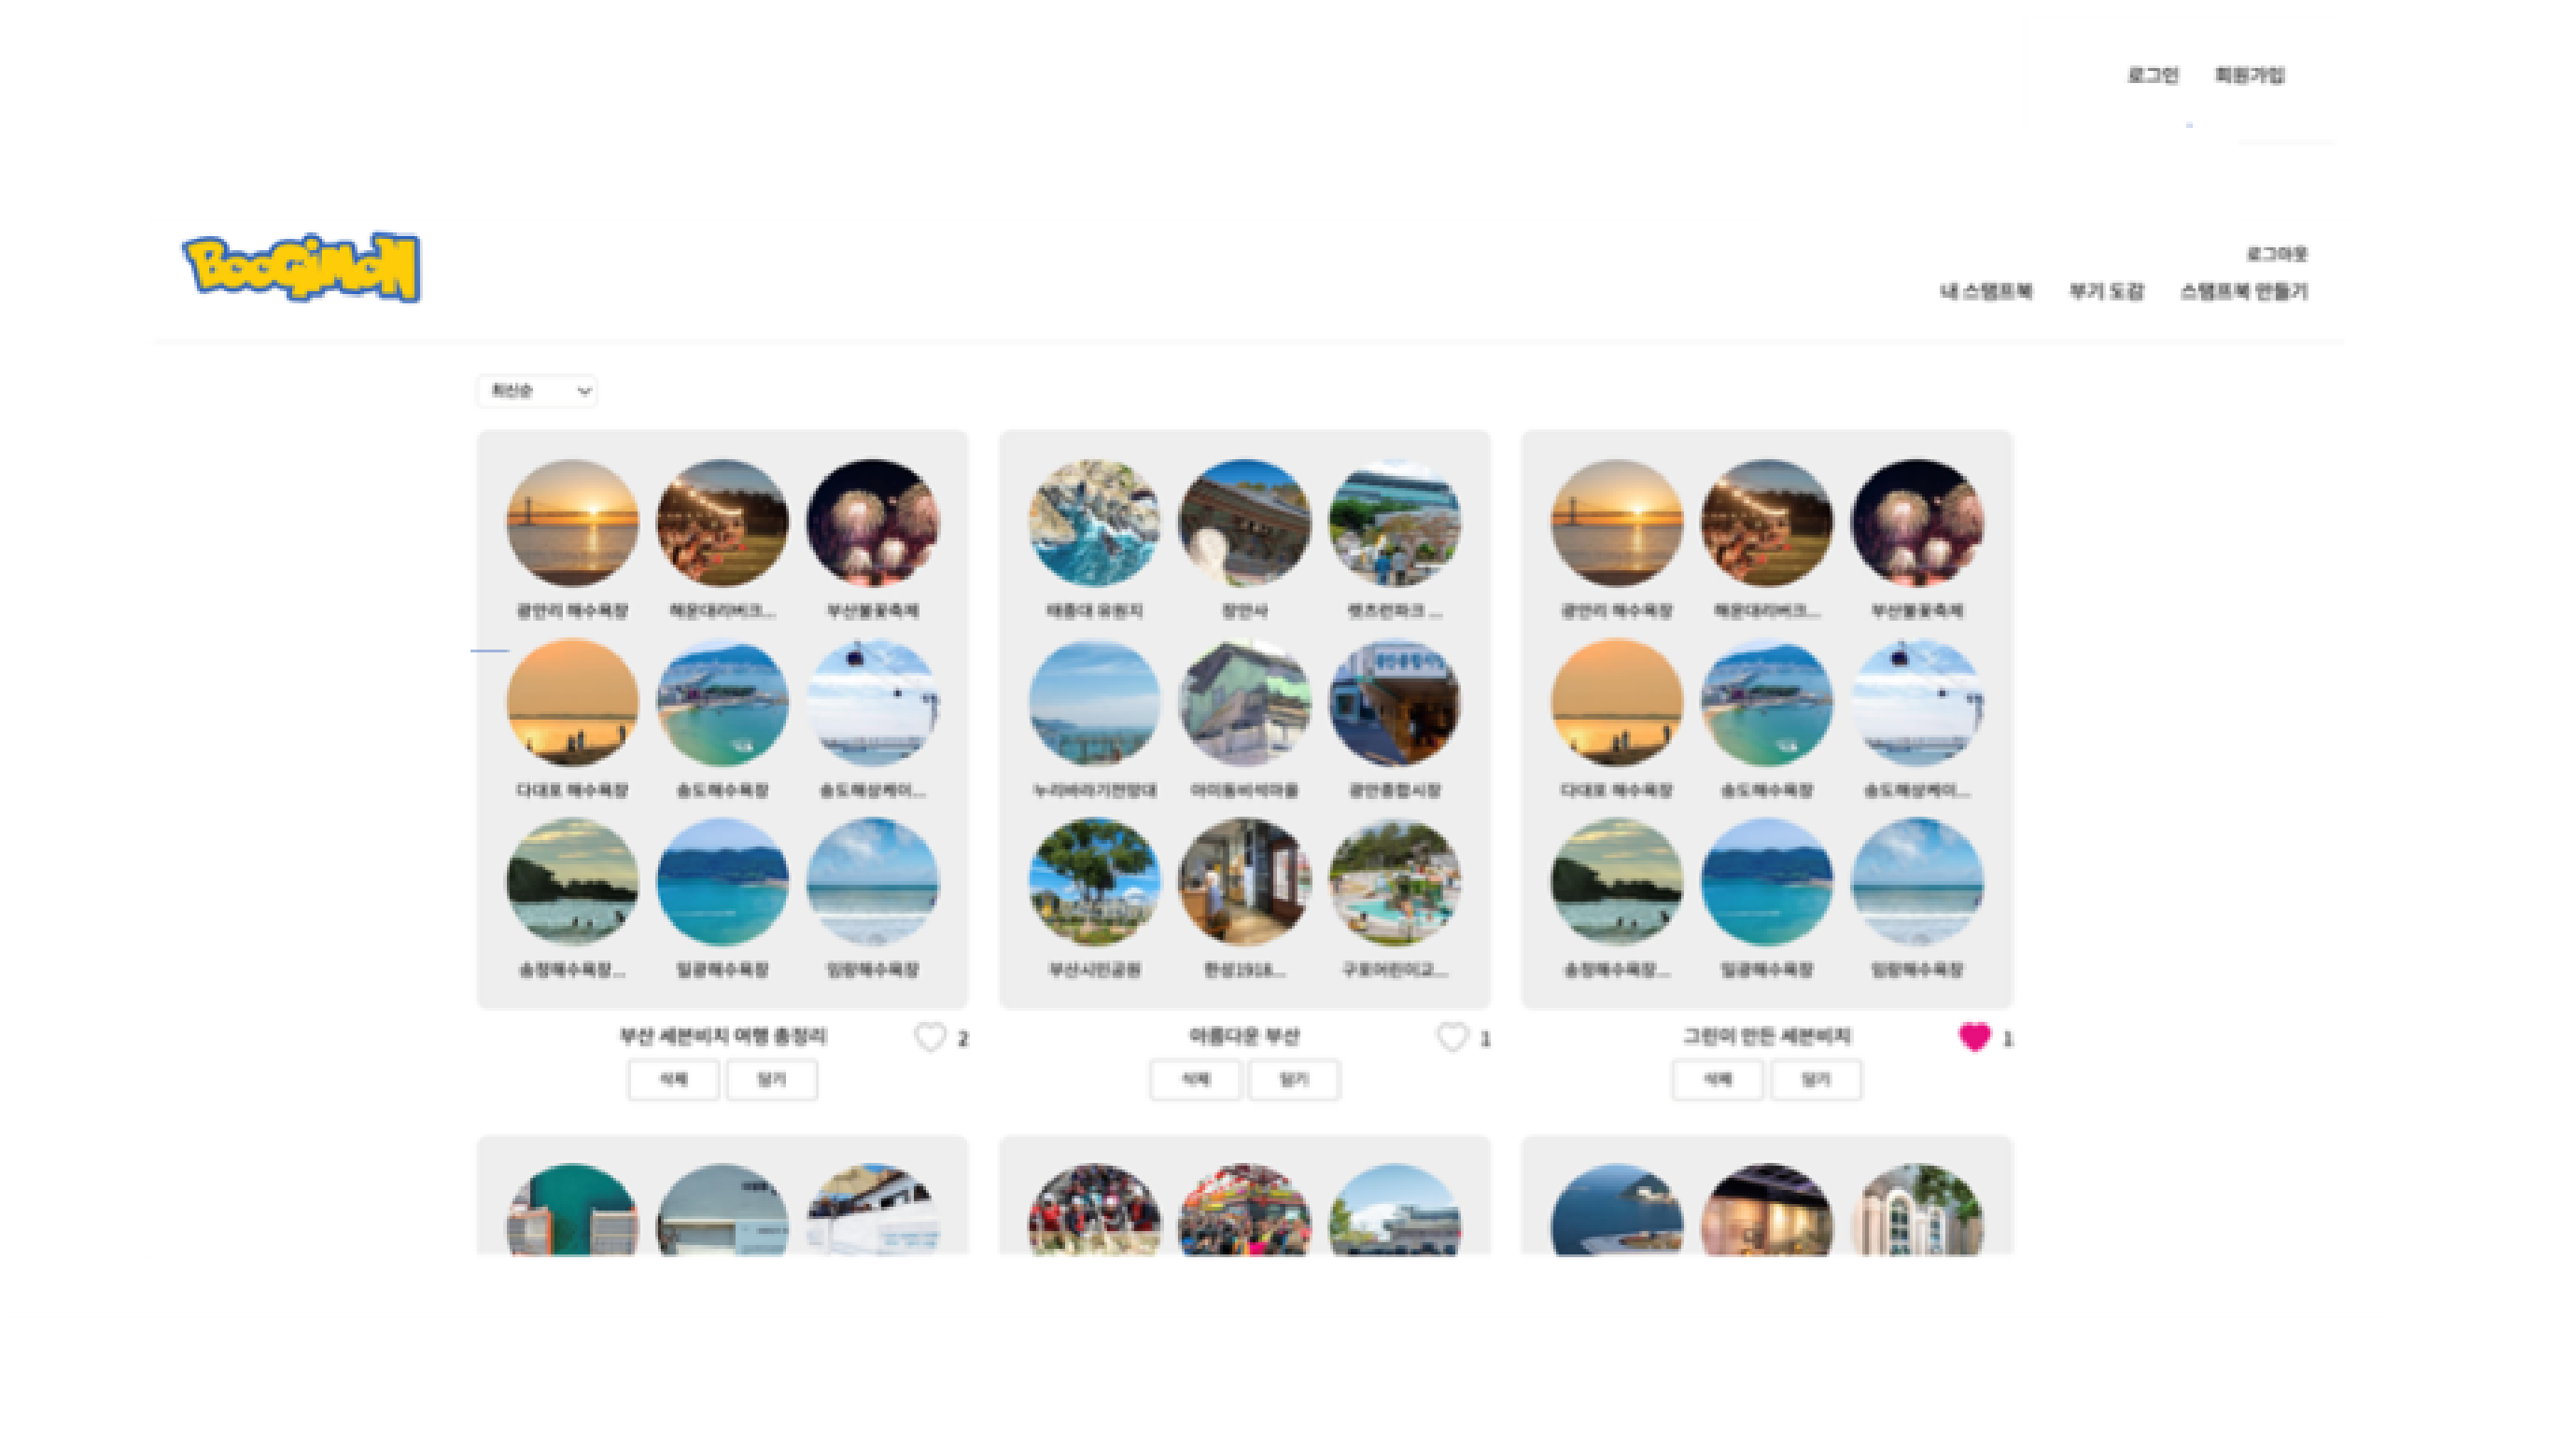 로그인 회원가입
BOOGiMON
로그아웃
내 스탬프북 부기 도감 스탬프북 만들기
최신순
광안리 해수욕장 해운대리버크... 부산불꽃축제
다대포 해수욕장 송도해수욕장 송도해상케이...
송정해수욕장... 일광해수욕장 임랑해수욕장
부산 세븐비치 여행 총정리 2
삭제 담기
태종대 유원지 장안사 렛츠런파크 ...
누리바라기전망대 아미동비석마을 광안종합시장
부산시민공원 한성1918... 구포어린이교...
아름다운 부산 1
삭제 담기
광안리 해수욕장 해운대리버크... 부산불꽃축제
다대포 해수욕장 송도해수욕장 송도해상케이...
송정해수욕장... 일광해수욕장 임랑해수욕장
그린이 만든 세븐비치 1
삭제 담기